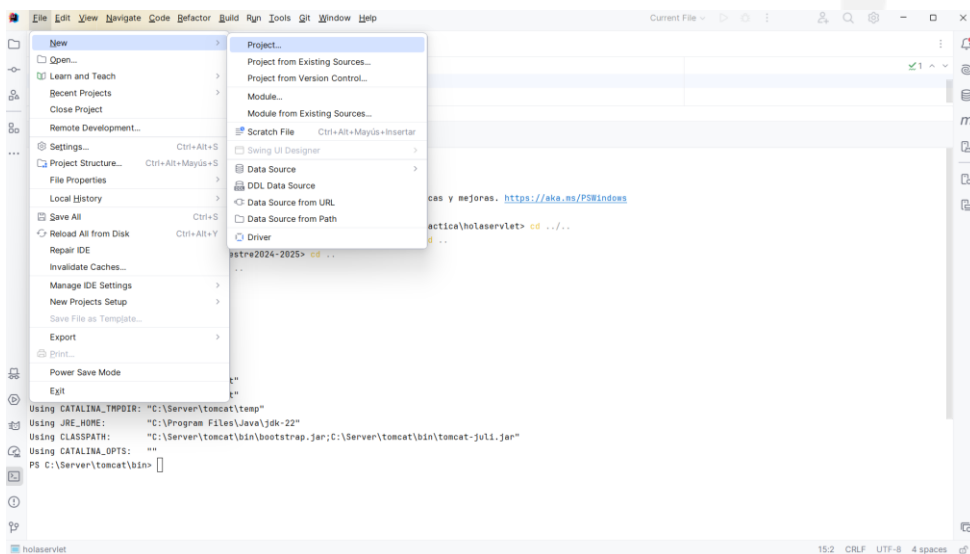 File Edit View Navigate Code Refactor Build Run Tools Git Window Help
Current File
New
Open...
Learn and Teach
Recent Projects
Close Project
Remote Development...
Settings... Ctrl+Alt+S
Project Structure... Ctrl+Alt+Mayús+S
File Properties
Local History
Save All Ctrl+S
Reload All from Disk Ctrl+Alt+Y
Repair IDE
Invalidate Caches...
Manage IDE Settings
New Projects Setup
Save File as Template...
Export
Print...
Power Save Mode
Exit
Project...
Project from Existing Sources...
Project from Version Control...
Module...
Module from Existing Sources...
Scratch File Ctrl+Alt+Mayús+Insertar
Swing UI Designer
Data Source
DDL Data Source
Data Source from URL
Data Source from Path
Driver
1
m
cas y mejoras. https://aka.ms/PSWindows
actica\holaservlet> cd ../..
d ..
estre2024-2025> cd ..
..
t"
t"
Using CATALINA_TMPDIR: "C:\Server\tomcat\temp"
Using JRE_HOME: "C:\Program Files\Java\jdk-22"
Using CLASSPATH: "C:\Server\tomcat\bin\bootstrap.jar;C:\Server\tomcat\bin\tomcat-juli.jar"
Using CATALINA_OPTS: ""
PS C:\Server\tomcat\bin>
holaservlet
15:2 CRLF UTF-8 4 spaces